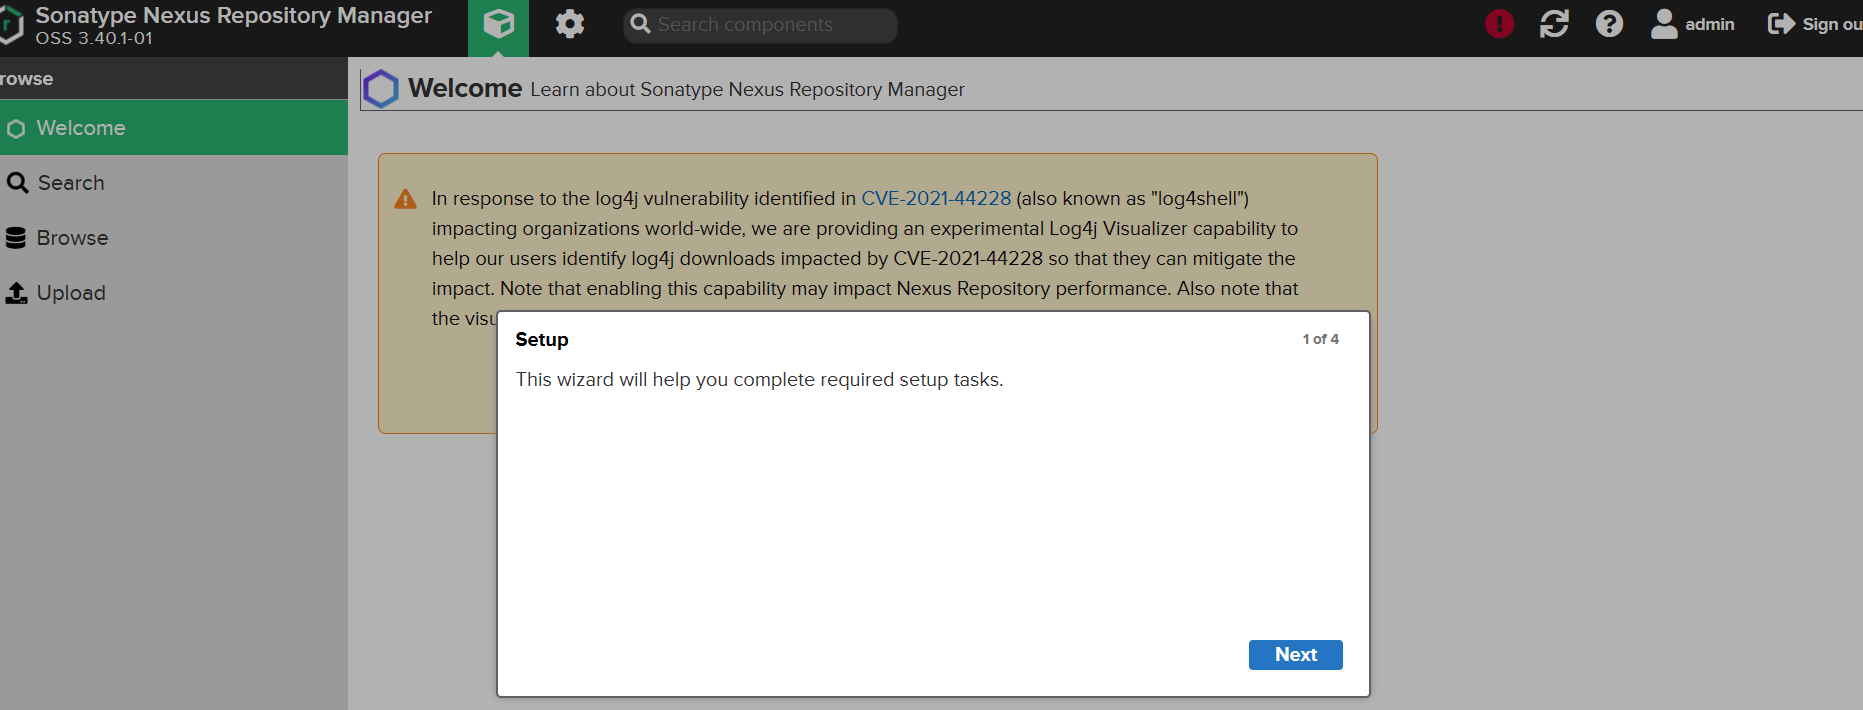 Sonatype Nexus Repository Manager
OSS 3.40.1-01
Search components
admin
Sign ou
rowse
Welcome
Search
Browse
Upload
Welcome Learn about Sonatype Nexus Repository Manager
In response to the log4j vulnerability identified in CVE-2021-44228 (also known as "log4shell")
impacting organizations world-wide, we are providing an experimental Log4j Visualizer capability to
help our users identify log4j downloads impacted by CVE-2021-44228 so that they can mitigate the
impact. Note that enabling this capability may impact Nexus Repository performance. Also note that
the visu
Setup
1 of 4
This wizard will help you complete required setup tasks.
Next